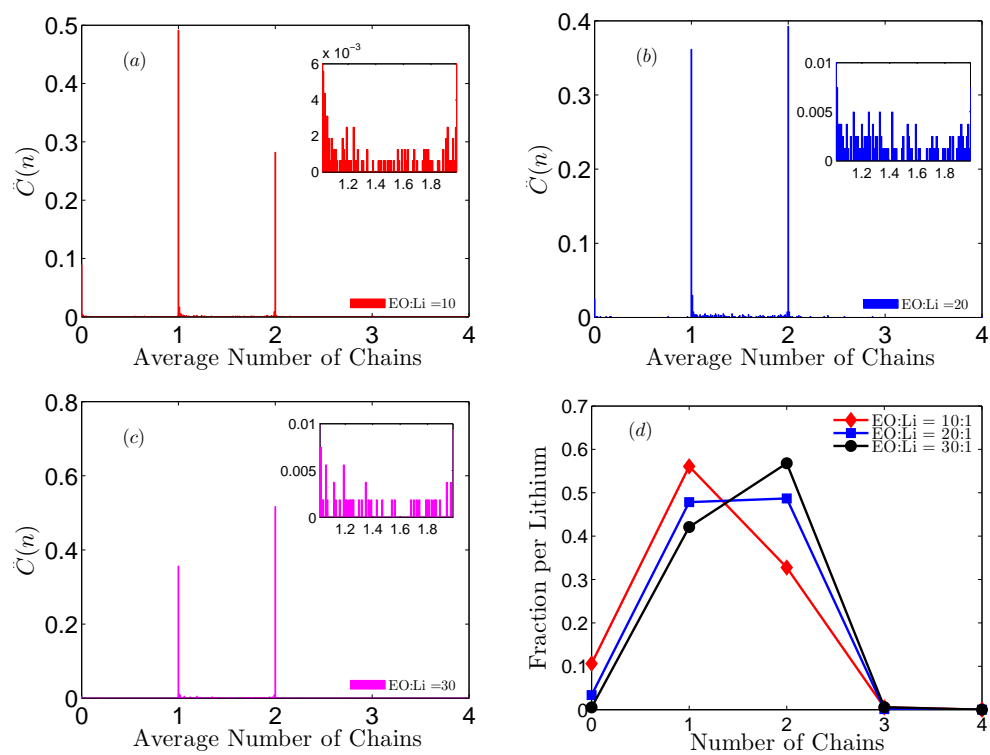 (a)
x 10⁻³
6
4
2
0
1.2 1.4 1.6 1.8
0.5
0.4
0.3
0.2
0.1
0
C̈(n)
EO:Li =10
0 1 2 3 4
Average Number of Chains
(b)
0.01
0.005
0
1.2 1.4 1.6 1.8
0.4
0.3
0.2
0.1
0
C̈(n)
EO:Li =20
0 1 2 3 4
Average Number of Chains
(c)
0.01
0.005
0
1.2 1.4 1.6 1.8
0.8
0.6
0.4
0.2
0
C̈(n)
EO:Li =30
0 1 2 3 4
Average Number of Chains
(d)
EO:Li = 10:1
EO:Li = 20:1
EO:Li = 30:1
0.7
0.6
0.5
0.4
0.3
0.2
0.1
0
Fraction per Lithium
0 1 2 3 4
Number of Chains